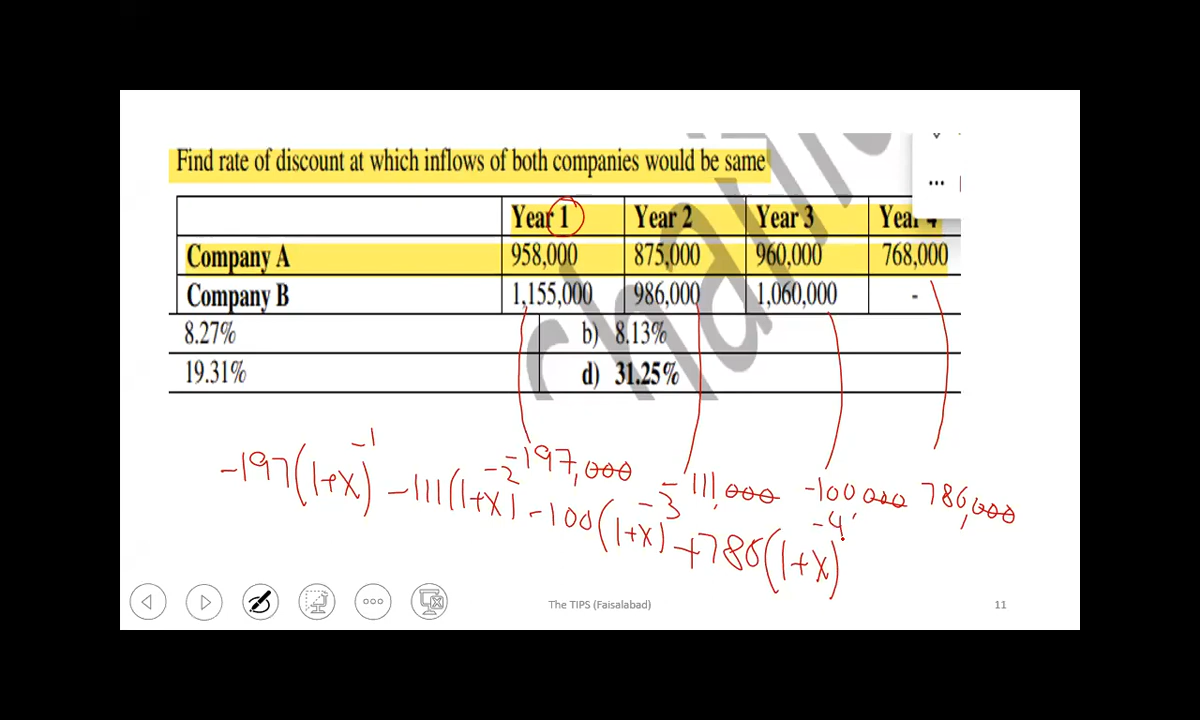 Find rate of discount at which inflows of both companies would be same
Year 1 Year 2 Year 3 Year 4
Company A 958,000 875,000 960,000 768,000
Company B 1,155,000 986,000 1,060,000 -
8.27% b) 8.13%
19.31% d) 31.25%
-197,000 -111,000 -100 000 786,000
-197(1+x)^-1 -111(1+x)^-2 -100(1+x)^-3 +786(1+x)^-4
The TIPS (Faisalabad) 11